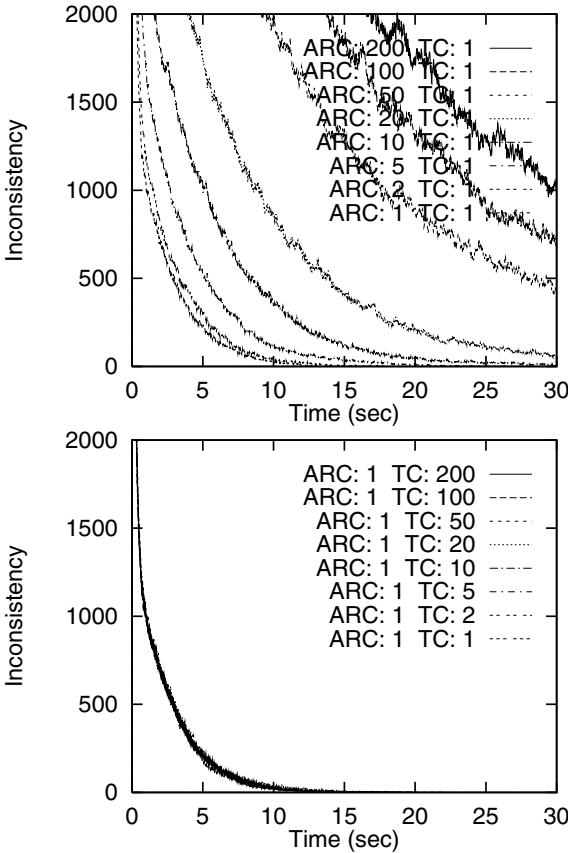 2000
ARC: 200 TC: 1
ARC: 100 TC: 1
1500
ARC: 50 TC: 1
ARC: 20 TC: 1
ARC: 10 TC: 1
ARC: 5 TC: 1
1000
ARC: 2 TC: 1
ARC: 1 TC: 1
Inconsistency
500
0
0 5 10 15 20 25 30
Time (sec)
2000
ARC: 1 TC: 200
ARC: 1 TC: 100
1500
ARC: 1 TC: 50
ARC: 1 TC: 20
ARC: 1 TC: 10
ARC: 1 TC: 5
1000
ARC: 1 TC: 2
ARC: 1 TC: 1
Inconsistency
500
0
0 5 10 15 20 25 30
Time (sec)